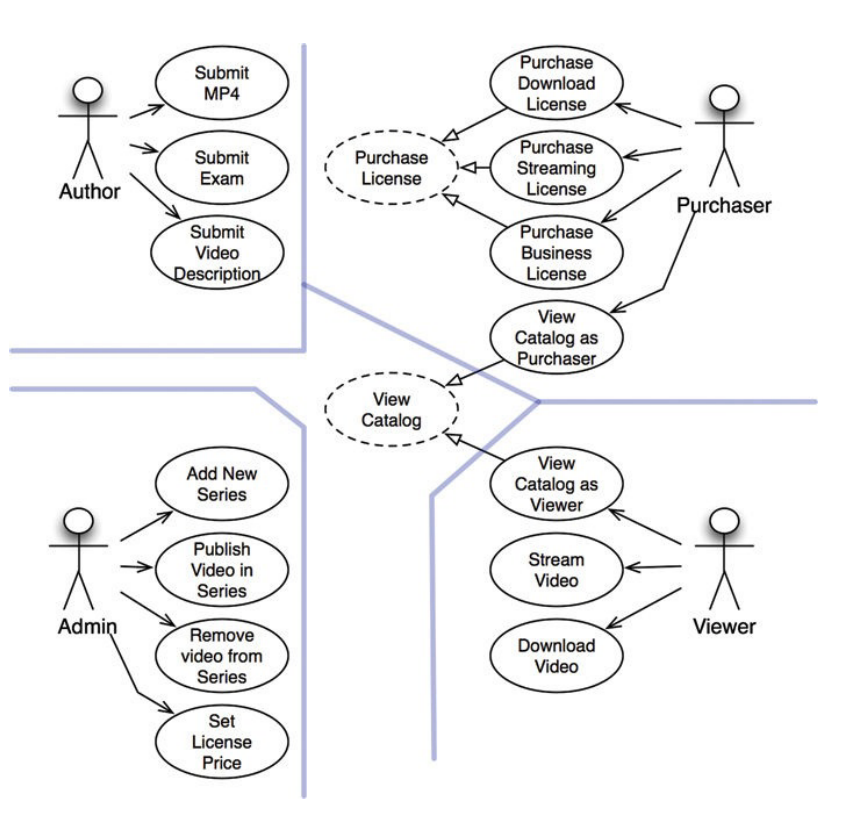 Submit
MP4
Submit
Exam
Author
Submit
Video
Description
Purchase
Download
License
Purchase
License
Purchase
Streaming
License
Purchaser
Purchase
Business
License
View
Catalog as
Purchaser
View
Catalog
Add New
Series
Publish
Video in
Series
Admin
Remove
video from
Series
Set
License
Price
View
Catalog as
Viewer
Stream
Video
Viewer
Download
Video